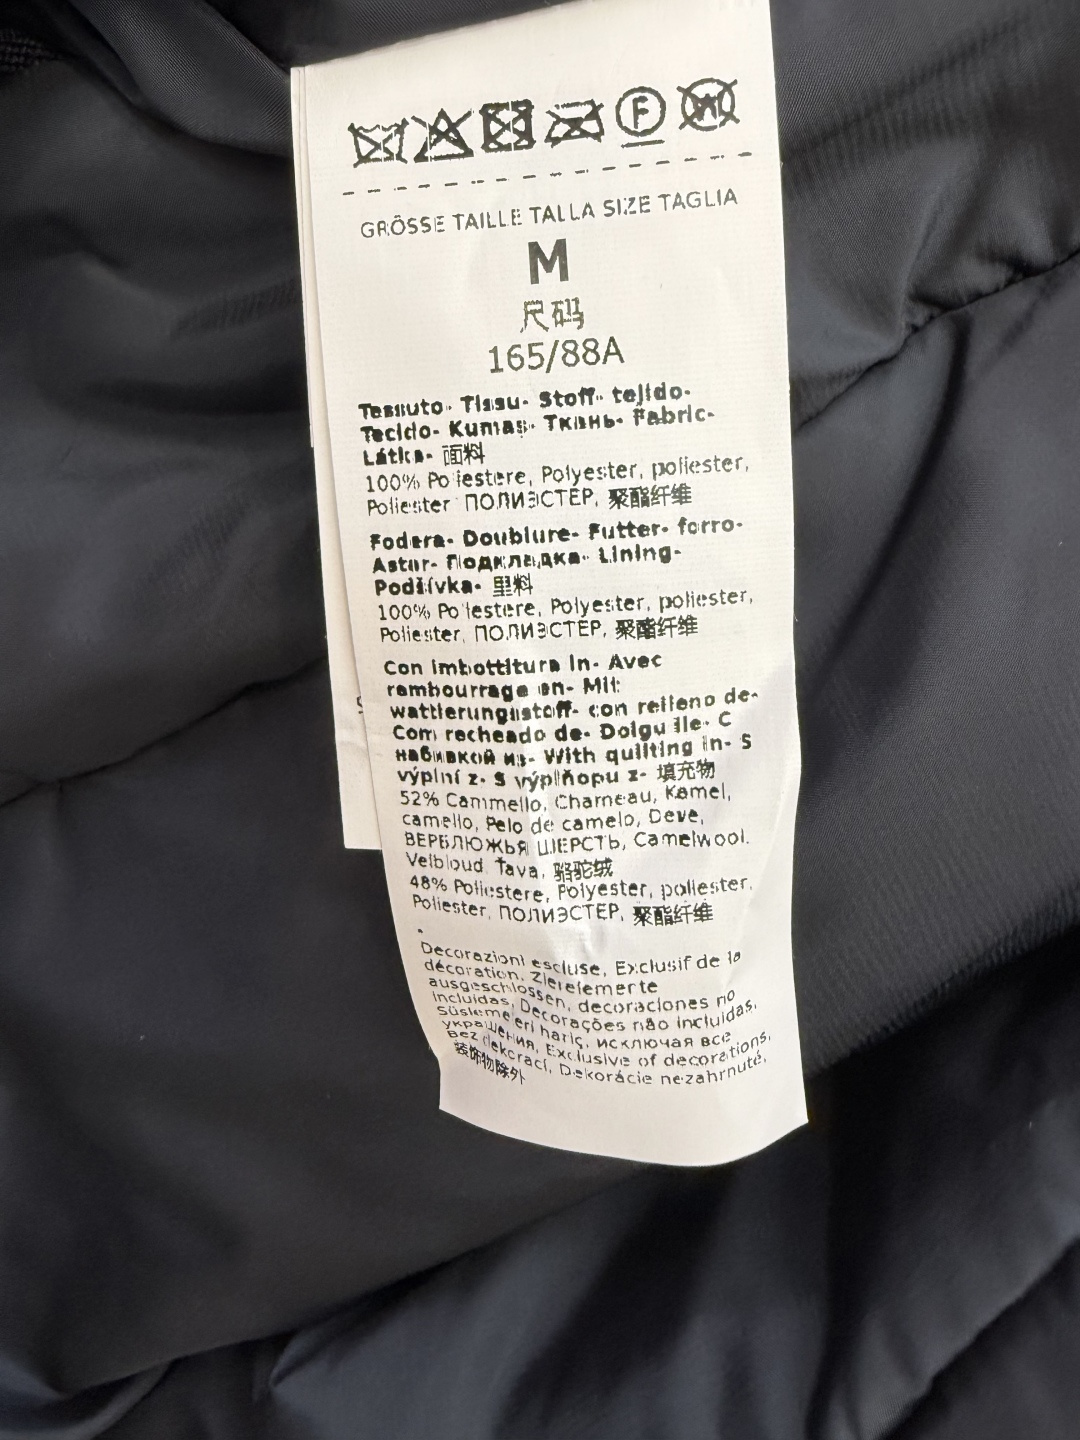 F
W
GRÖSSE TAILLE TALLA SIZE TAGLIA
M
尺码
165/88A
Tessuto- Tissu- Stoff- tejido-
Tecido- Kumaş- Ткань- Fabric-
Látka- 面料
100% Poliestere, Polyester, poliester,
Poliester ПОЛИЭСТЕР, 聚酯纤维
Fodera- Doublure- Futter- forro-
Astar- Подкладка- Lining-
Podšívka- 里料
100% Poliestere, Polyester, poliester,
Poliester, ПОЛИЭСТЕР, 聚酯纤维
Con imbottitura in- Avec
rembourrage en- Mit
wattierungsstoff- con relleno de-
Com recheado de- Dolgu ile- С
набивкой из- With quilting in- S
výplní z- S výplňopu z- 填充物
52% Cammello, Chameau, Kamel,
camello, Pelo de camelo, Deve,
ВЕРБЛЮЖЬЯ ШЕРСТЬ, Camelwool.
Velbloud Ťava, 骆驼绒
48% Poliestere, Polyester, poliester,
Poliester, ПОЛИЭСТЕР, 聚酯纤维
Decorazioni escluse, Exclusif de la
décoration, Zierelemente
ausgeschlossen, decoraciones no
incluidas, Decorações não incluidas,
Süslemeleri hariç, исключая все
украшения, Exclusive of decorations,
Bez dekorací, Dekorácie nezahrnuté.
装饰物除外